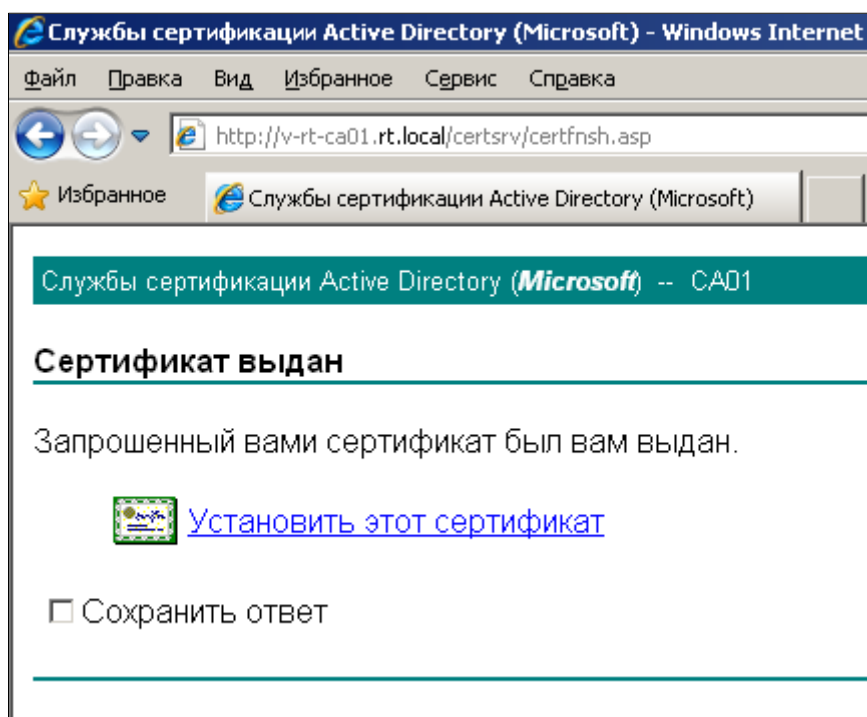 Службы сертификации Active Directory (Microsoft) - Windows Internet
Файл Правка Вид Избранное Сервис Справка
http://v-rt-ca01.rt.local/certsrv/certfnsh.asp
Избранное Службы сертификации Active Directory (Microsoft)
Службы сертификации Active Directory (Microsoft) -- CA01
Сертификат выдан
Запрошенный вами сертификат был вам выдан.
Установить этот сертификат
Сохранить ответ